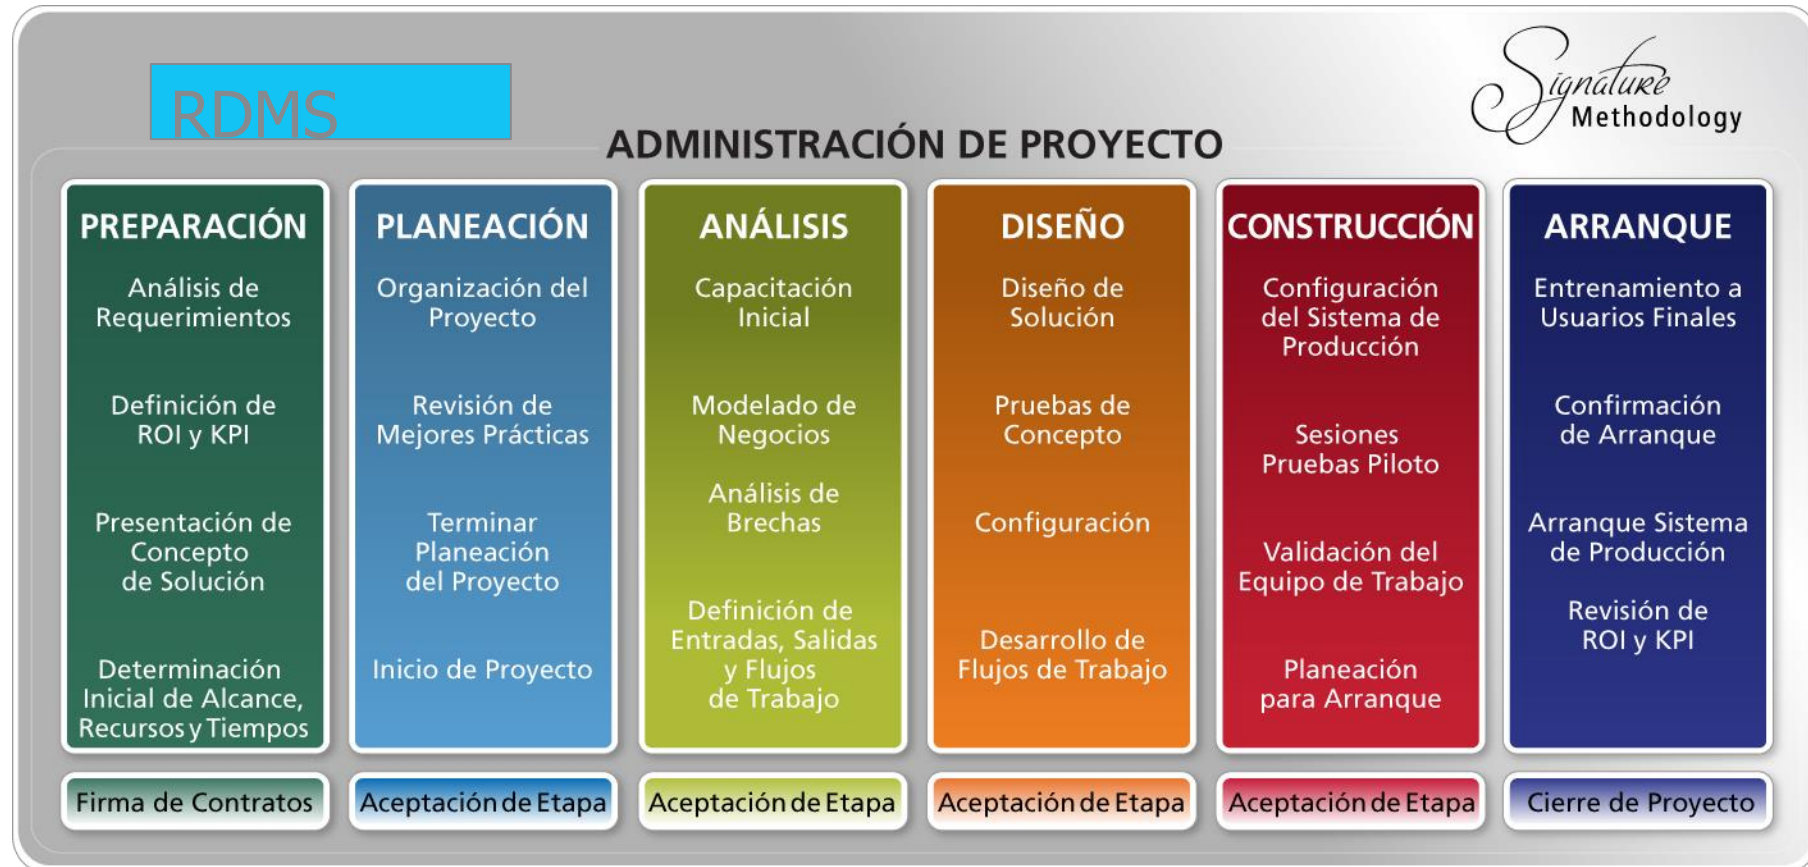 RDMS
Signature
Methodology
ADMINISTRACIÓN DE PROYECTO
PREPARACIÓN
Análisis de
Requerimientos
Definición de
ROI y KPI
Presentación de
Concepto
de Solución
Determinación
Inicial de Alcance,
Recursos y Tiempos
Firma de Contratos
PLANEACIÓN
Organización del
Proyecto
Revisión de
Mejores Prácticas
Terminar
Planeación
del Proyecto
Inicio de Proyecto
Aceptación de Etapa
ANÁLISIS
Capacitación
Inicial
Modelado de
Negocios
Análisis de
Brechas
Definición de
Entradas, Salidas
y Flujos
de Trabajo
Aceptación de Etapa
DISEÑO
Diseño de
Solución
Pruebas de
Concepto
Configuración
Desarrollo de
Flujos de Trabajo
Aceptación de Etapa
CONSTRUCCIÓN
Configuración
del Sistema de
Producción
Sesiones
Pruebas Piloto
Validación del
Equipo de Trabajo
Planeación
para Arranque
Aceptación de Etapa
ARRANQUE
Entrenamiento a
Usuarios Finales
Confirmación
de Arranque
Arranque Sistema
de Producción
Revisión de
ROI y KPI
Cierre de Proyecto